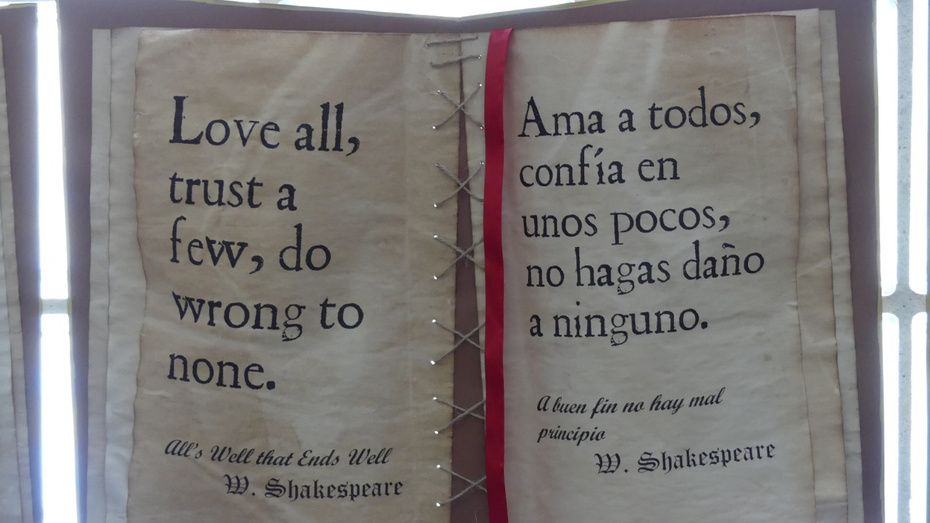 Love all,
trust a
few, do
wrong to
none.
All's Well that Ends Well
W. Shakespeare
Ama a todos,
confía en
unos pocos,
no hagas daño
a ninguno.
A buen fin no hay mal
principio
W. Shakespeare